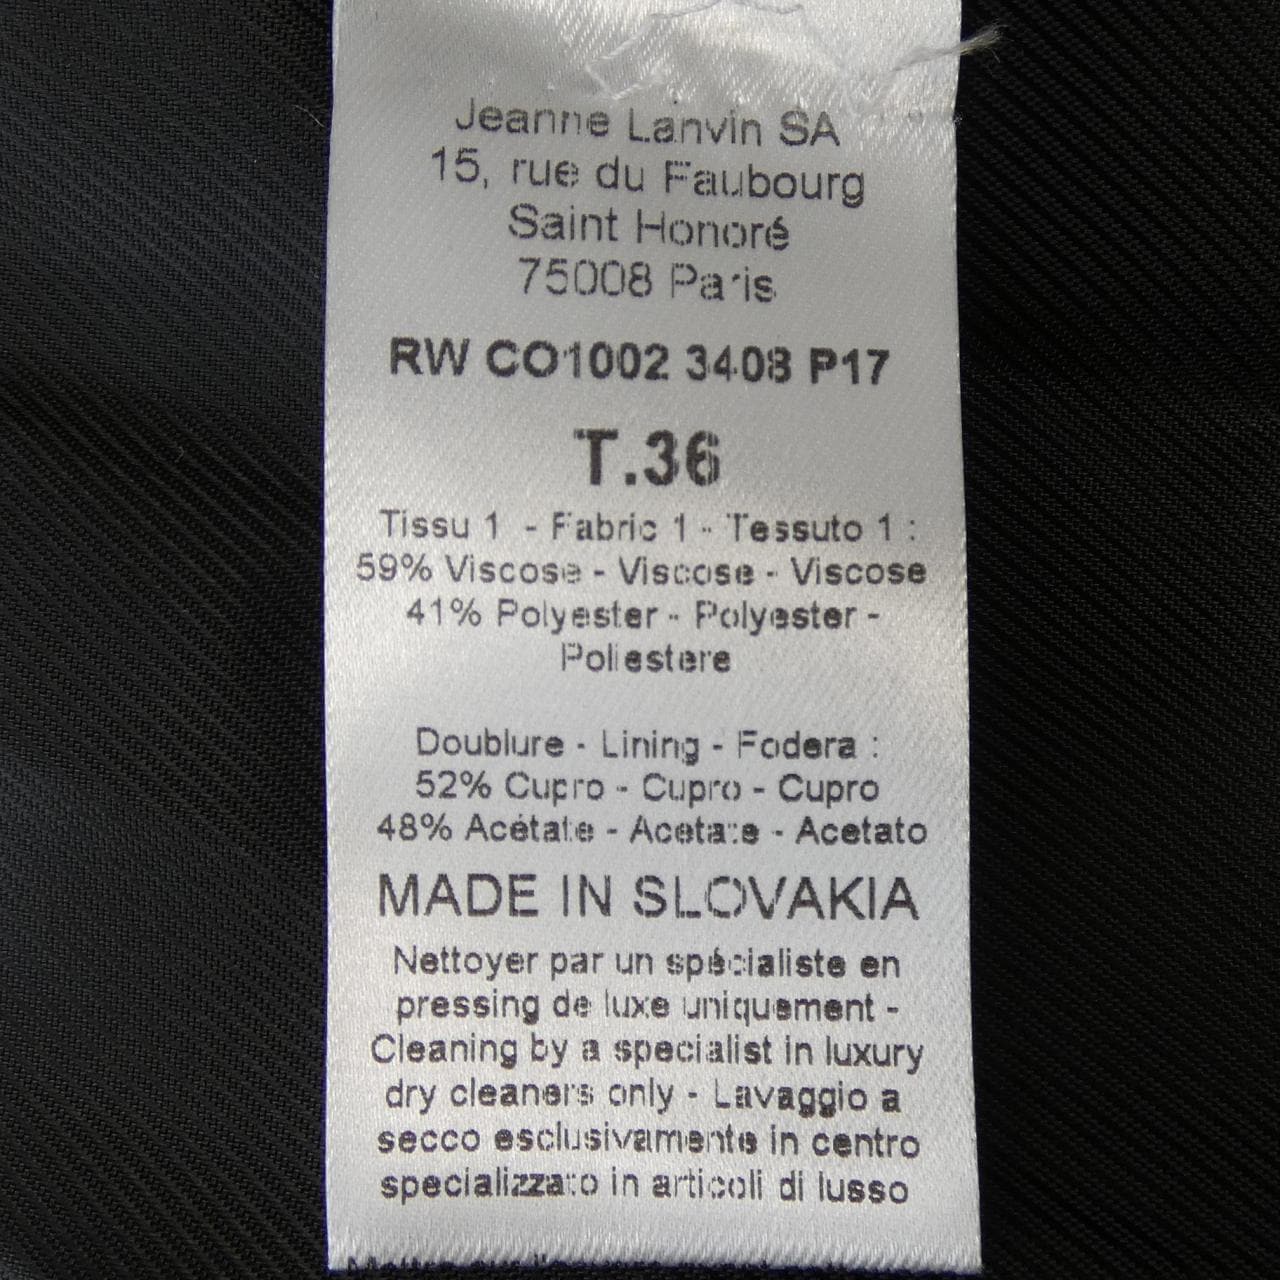 Jeanne Lanvin SA
15, rue du Faubourg
Saint Honoré
75008 Paris
RW CO1002 3408 P17
T.36
Tissu 1 - Fabric 1 - Tessuto 1 :
59% Viscose - Viscose - Viscose
41% Polyester - Polyester -
Poliestere
Doublure - Lining - Fodera :
52% Cupro - Cupro - Cupro
48% Acétate - Acetate - Acetato
MADE IN SLOVAKIA
Nettoyer par un spécialiste en
pressing de luxe uniquement -
Cleaning by a specialist in luxury
dry cleaners only - Lavaggio a
secco esclusivamente in centro
specializzato in articoli di lusso